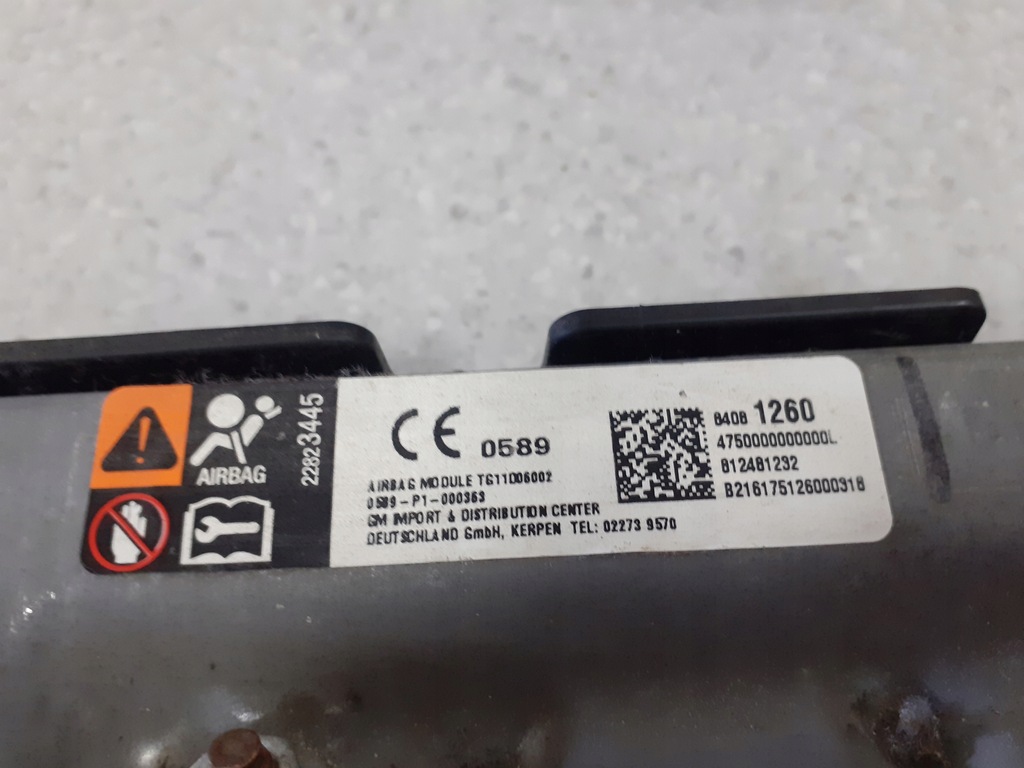 AIRBAG
22823445
CE 0589
AIRBAG MODULE TG11D06002
0589-P1-000363
GM IMPORT & DISTRIBUTION CENTER
DEUTSCHLAND GmbH, KERPEN TEL: 02273 9570
8408 1260
4750000000000L
812481232
B216175126000318